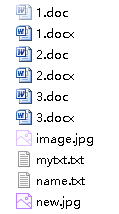 1.doc
1.docx
2.doc
2.docx
3.doc
3.docx
image.jpg
mytxt.txt
name.txt
new.jpg